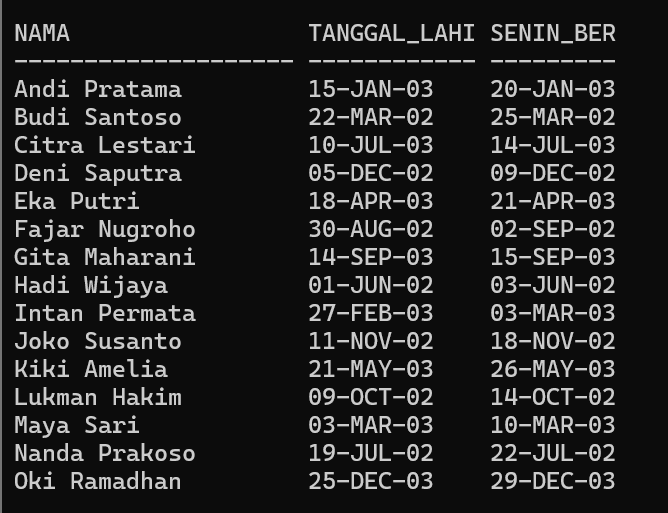 NAMA                 TANGGAL_LAHI SENIN_BER
-------------------- ------------ ---------
Andi Pratama         15-JAN-03    20-JAN-03
Budi Santoso         22-MAR-02    25-MAR-02
Citra Lestari        10-JUL-03    14-JUL-03
Deni Saputra         05-DEC-02    09-DEC-02
Eka Putri            18-APR-03    21-APR-03
Fajar Nugroho        30-AUG-02    02-SEP-02
Gita Maharani        14-SEP-03    15-SEP-03
Hadi Wijaya          01-JUN-02    03-JUN-02
Intan Permata        27-FEB-03    03-MAR-03
Joko Susanto         11-NOV-02    18-NOV-02
Kiki Amelia          21-MAY-03    26-MAY-03
Lukman Hakim         09-OCT-02    14-OCT-02
Maya Sari            03-MAR-03    10-MAR-03
Nanda Prakoso        19-JUL-02    22-JUL-02
Oki Ramadhan         25-DEC-03    29-DEC-03